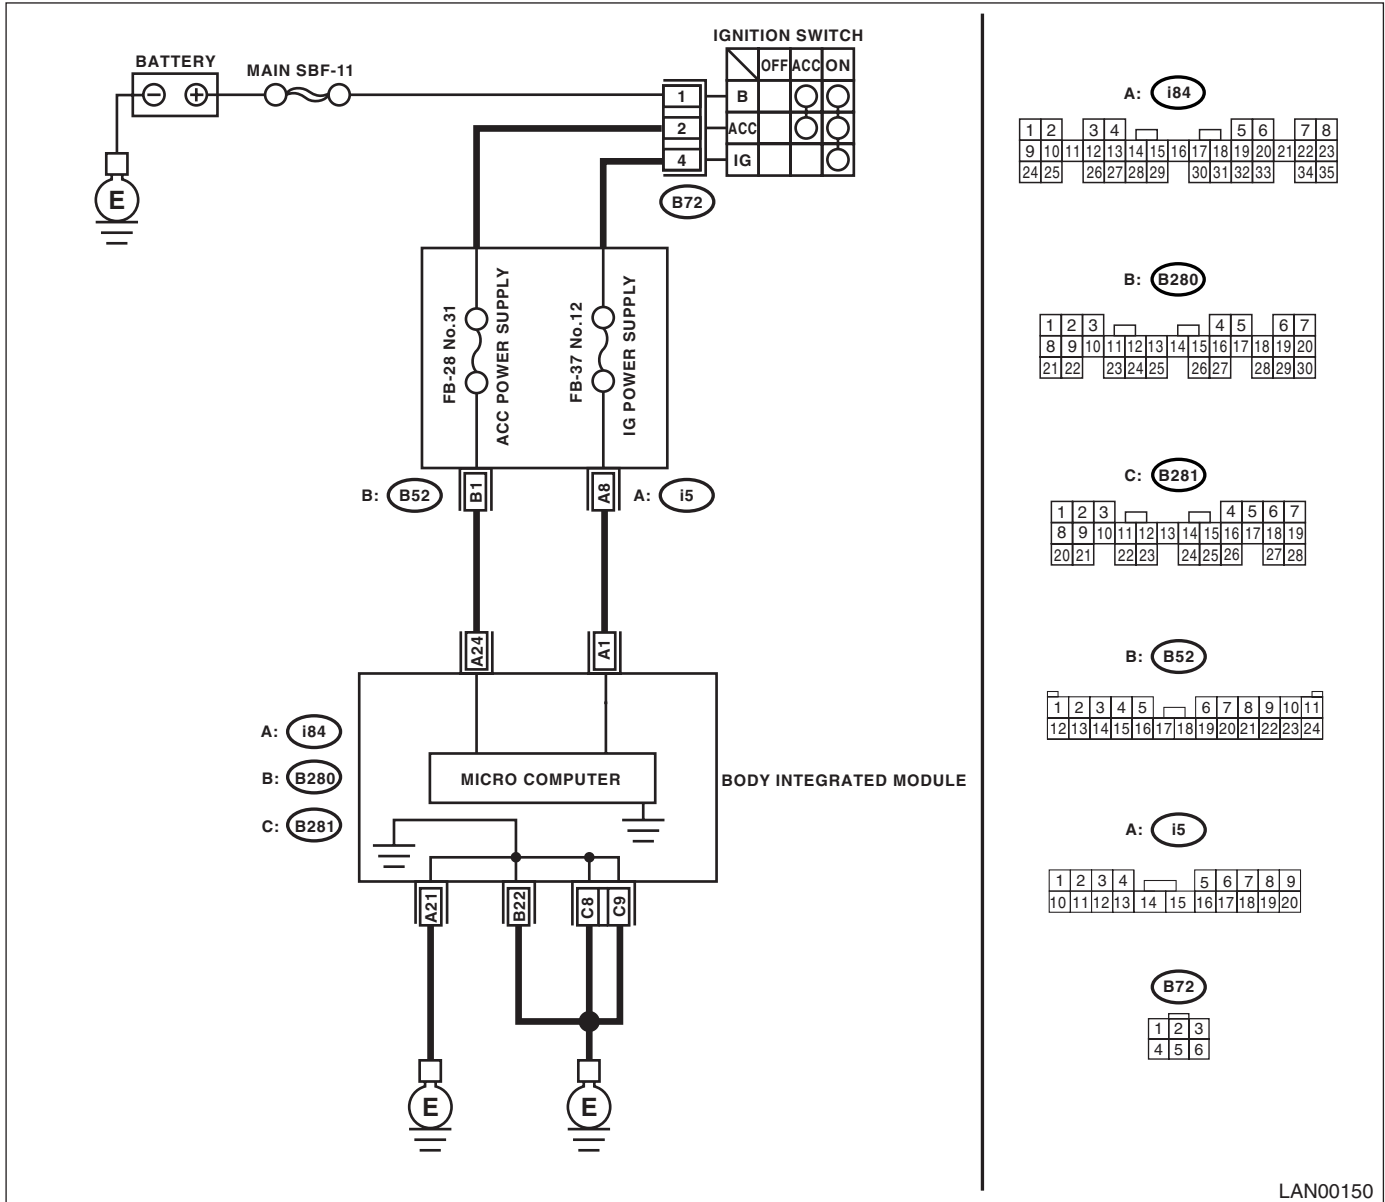 IGNITION SWITCH
BATTERY
MAIN SBF-11
OFF ACC ON
1 B
2 ACC
4 IG
E
B72
FB-28 No.31
ACC POWER SUPPLY
FB-37 No.12
IG POWER SUPPLY
B: B52
B1
A8
A: i5
A24
A1
A: i84
B: B280
C: B281
MICRO COMPUTER
BODY INTEGRATED MODULE
A21
B22
C8
C9
E
E
A: i84
1 2 3 4 5 6 7 8
9 10 11 12 13 14 15 16 17 18 19 20 21 22 23
24 25 26 27 28 29 30 31 32 33 34 35
B: B280
1 2 3 4 5 6 7
8 9 10 11 12 13 14 15 16 17 18 19 20
21 22 23 24 25 26 27 28 29 30
C: B281
1 2 3 4 5 6 7
8 9 10 11 12 13 14 15 16 17 18 19
20 21 22 23 24 25 26 27 28
B: B52
1 2 3 4 5 6 7 8 9 10 11
12 13 14 15 16 17 18 19 20 21 22 23 24
A: i5
1 2 3 4 5 6 7 8 9
10 11 12 13 14 15 16 17 18 19 20
B72
1 2 3
4 5 6
LAN00150